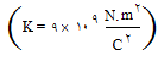 (K = ۹ × ۱۰^۹ N.m^۲ / C^۲)